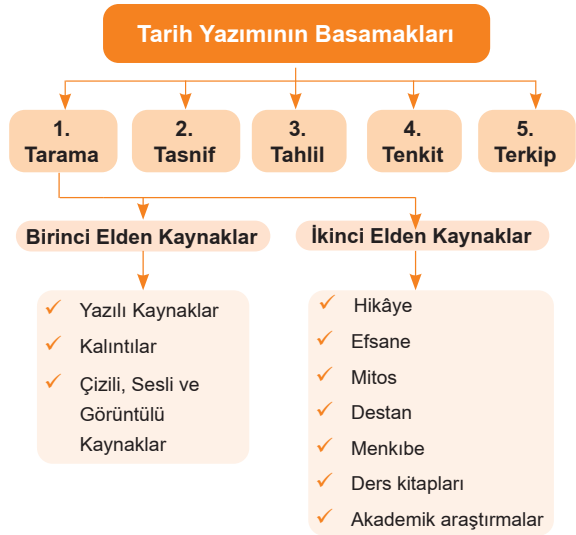 Tarih Yazımının Basamakları
1.
Tarama
2.
Tasnif
3.
Tahlil
4.
Tenkit
5.
Terkip
Birinci Elden Kaynaklar
Yazılı Kaynaklar
Kalıntılar
Çizili, Sesli ve
Görüntülü
Kaynaklar
İkinci Elden Kaynaklar
Hikâye
Efsane
Mitos
Destan
Menkıbe
Ders kitapları
Akademik araştırmalar